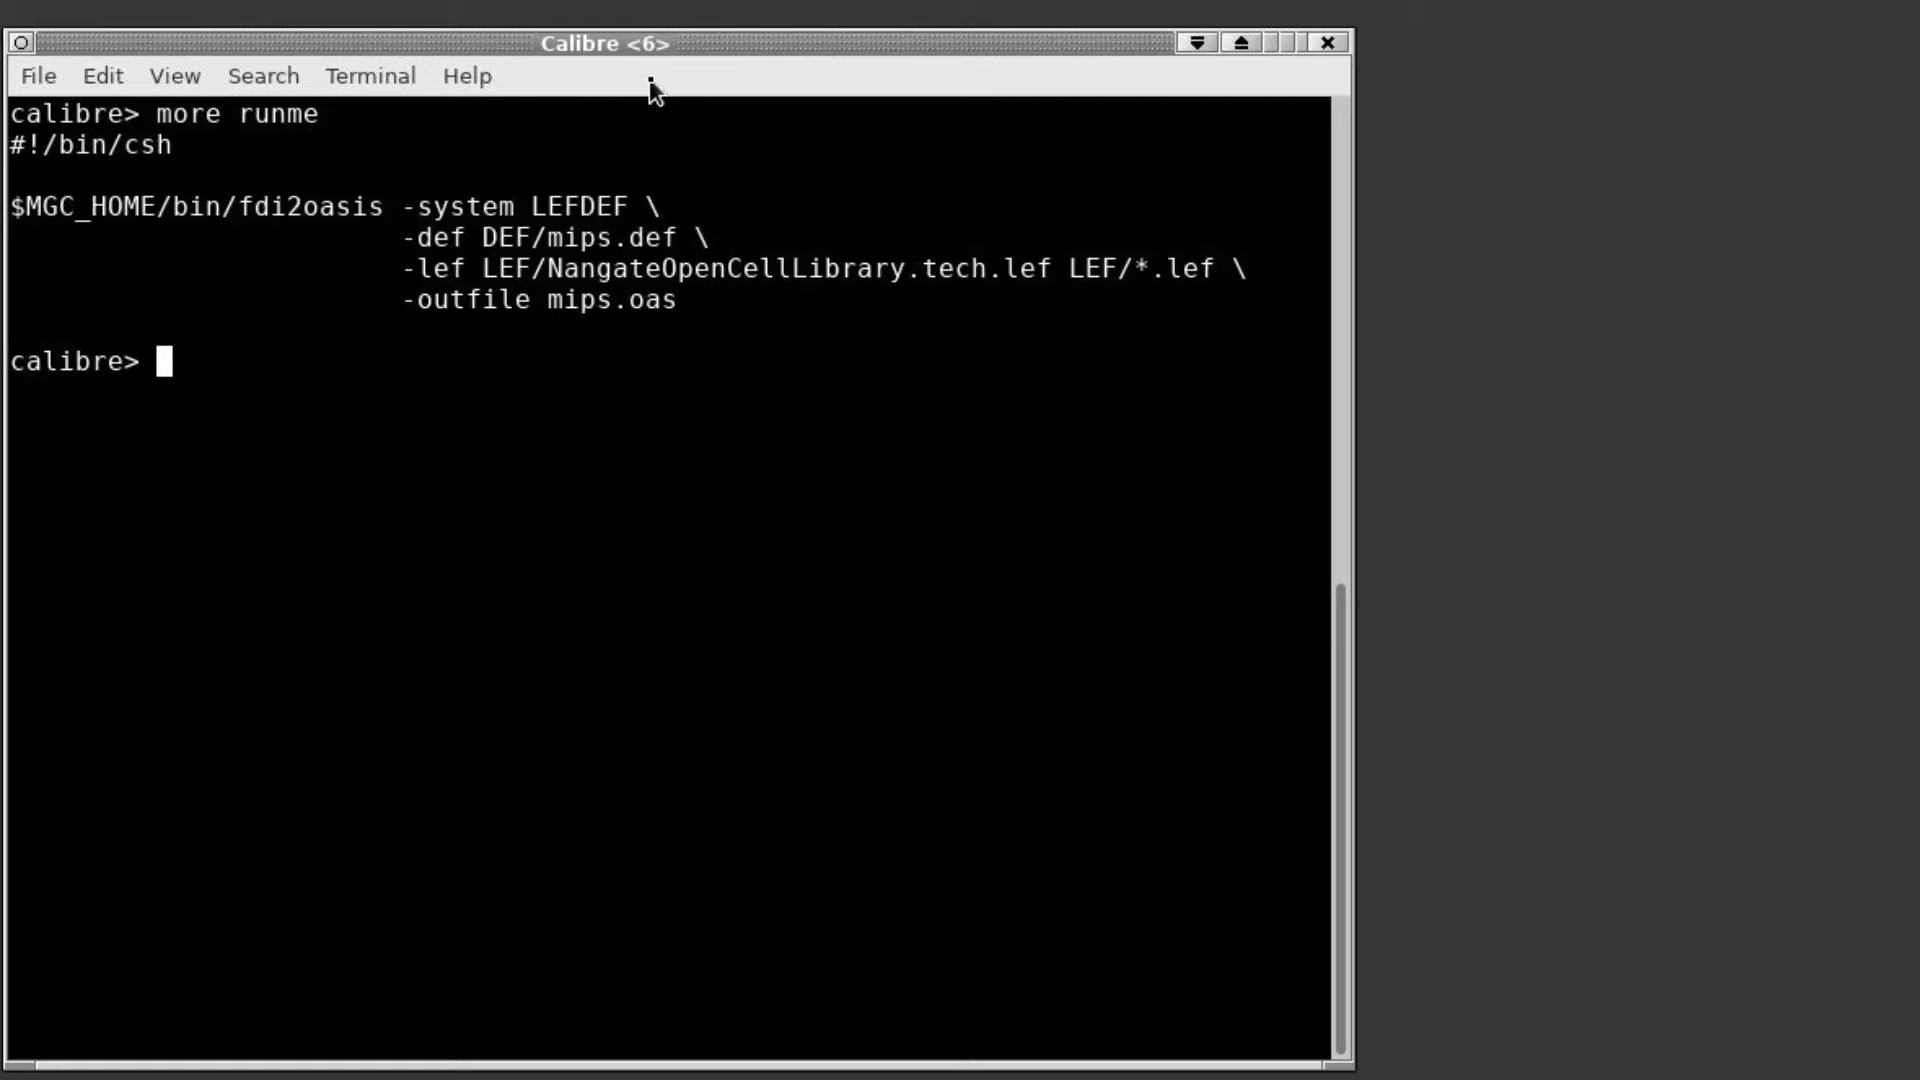 Calibre <6>
File Edit View Search Terminal Help
calibre> more runme
#!/bin/csh
$MGC_HOME/bin/fdi2oasis -system LEFDEF \
-def DEF/mips.def \
-lef LEF/NangateOpenCellLibrary.tech.lef LEF/*.lef \
-outfile mips.oas
calibre>